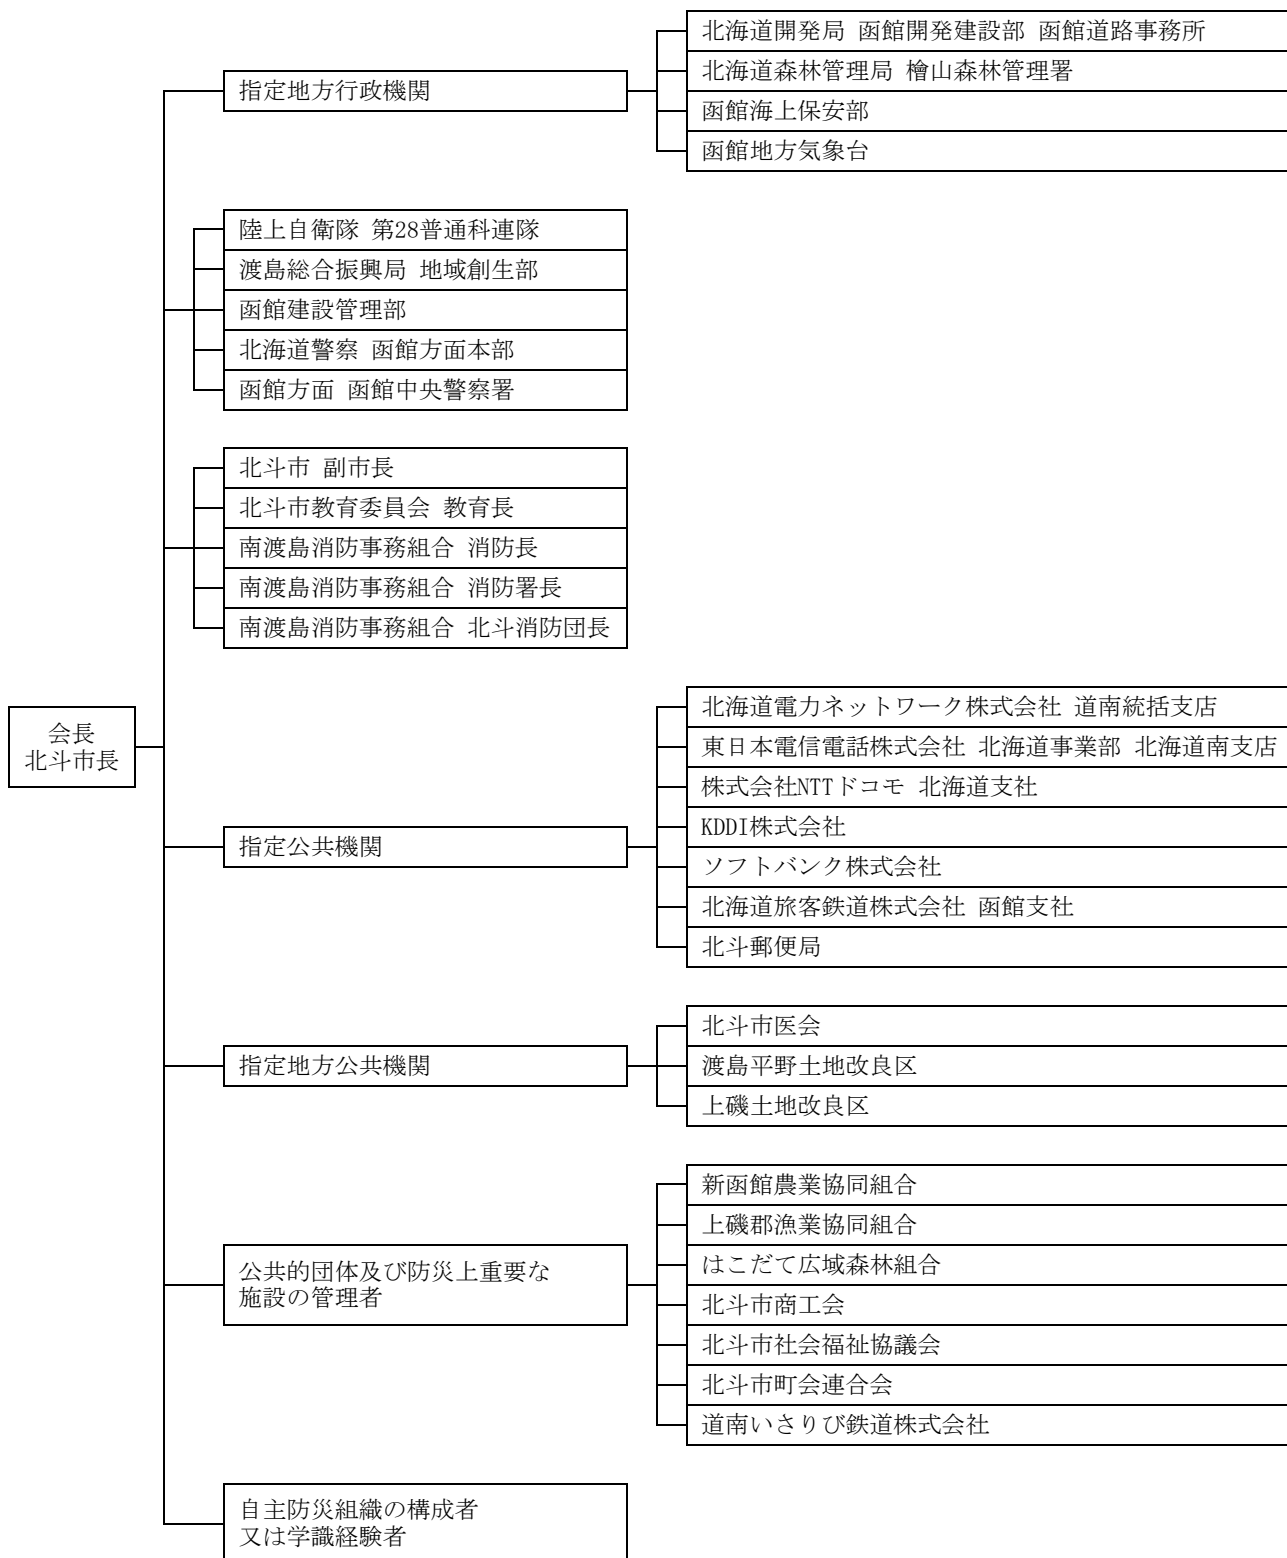 会長
北斗市長
指定地方行政機関
北海道開発局 函館開発建設部 函館道路事務所
北海道森林管理局 檜山森林管理署
函館海上保安部
函館地方気象台
陸上自衛隊 第28普通科連隊
渡島総合振興局 地域創生部
函館建設管理部
北海道警察 函館方面本部
函館方面 函館中央警察署
北斗市 副市長
北斗市教育委員会 教育長
南渡島消防事務組合 消防長
南渡島消防事務組合 消防署長
南渡島消防事務組合 北斗消防団長
指定公共機関
北海道電力ネットワーク株式会社 道南統括支店
東日本電信電話株式会社 北海道事業部 北海道南支店
株式会社NTTドコモ 北海道支社
KDDI株式会社
ソフトバンク株式会社
北海道旅客鉄道株式会社 函館支社
北斗郵便局
指定地方公共機関
北斗市医会
渡島平野土地改良区
上磯土地改良区
公共的団体及び防災上重要な
施設の管理者
新函館農業協同組合
上磯郡漁業協同組合
はこだて広域森林組合
北斗市商工会
北斗市社会福祉協議会
北斗市町会連合会
道南いさりび鉄道株式会社
自主防災組織の構成者
又は学識経験者